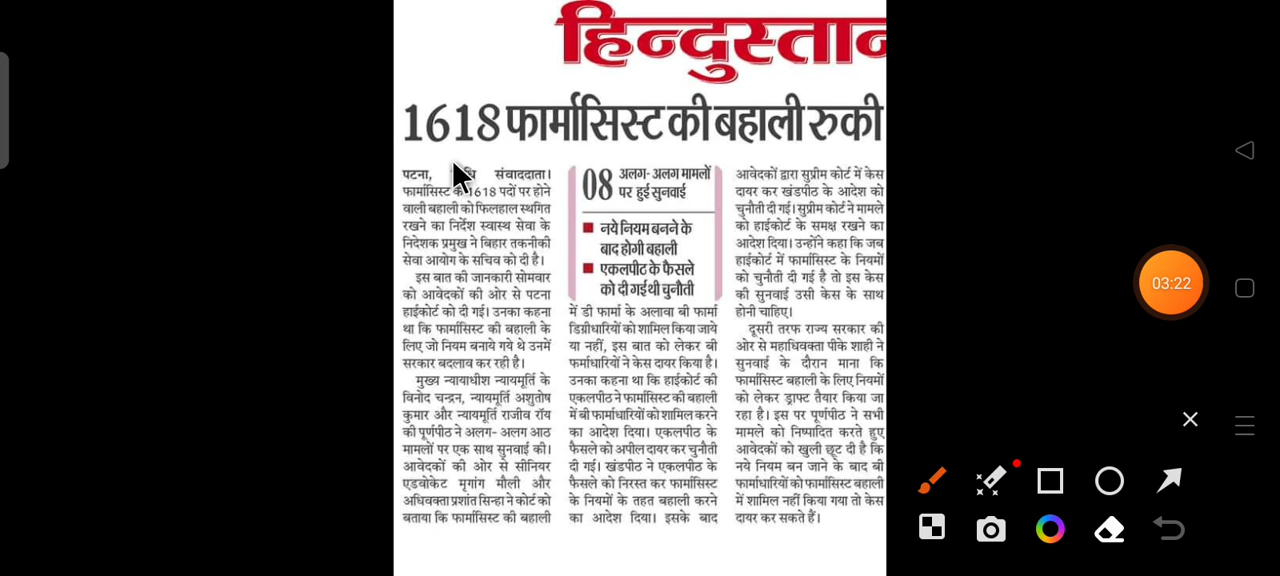 हिन्दुस्तान
1618 फार्मासिस्ट की बहाली रुकी
पटना, संवाददाता।
फार्मासिस्ट के 1618 पदों पर होने
वाली बहाली को फिलहाल स्थगित
रखने का निर्देश स्वास्थ सेवा के
निदेशक प्रमुख ने बिहार तकनीकी
सेवा आयोग के सचिव को दी है।
इस बात की जानकारी सोमवार
को आवेदकों की ओर से पटना
हाईकोर्ट को दी गई। उनका कहना
था कि फार्मासिस्ट की बहाली के
लिए जो नियम बनाये गये थे उनमें
सरकार बदलाव कर रही है।
मुख्य न्यायाधीश न्यायमूर्ति के
विनोद चन्द्रन, न्यायमूर्ति अशुतोष
कुमार और न्यायमूर्ति राजीव रॉय
की पूर्णपीठ ने अलग- अलग आठ
मामलों पर एक साथ सुनवाई की।
आवेदकों की ओर से सीनियर
एडवोकेट मृगांग मौली और
अधिवक्ता प्रशांत सिन्हा ने कोर्ट को
बताया कि फार्मासिस्ट की बहाली
08 अलग- अलग मामलों
पर हुई सुनवाई
नये नियम बनने के
बाद होगी बहाली
एकलपीठ के फैसले
को दी गई थी चुनौती
में डी फार्मा के अलावा बी फार्मा
डिग्रीधारियों को शामिल किया जाये
या नहीं, इस बात को लेकर बी
फर्माधारियों ने केस दायर किया है।
उनका कहना था कि हाईकोर्ट की
एकलपीठ ने फार्मासिस्ट की बहाली
में बी फार्माधारियों को शामिल करने
का आदेश दिया। एकलपीठ के
फैसले को अपील दायर कर चुनौती
दी गई। खंडपीठ ने एकलपीठ के
फैसले को निरस्त कर फार्मासिस्ट
के नियमों के तहत बहाली करने
का आदेश दिया। इसके बाद
आवेदकों द्वारा सुप्रीम कोर्ट में केस
दायर कर खंडपीठ के आदेश को
चुनौती दी गई। सुप्रीम कोर्ट ने मामले
को हाईकोर्ट के समक्ष रखने का
आदेश दिया। उन्होंने कहा कि जब
हाईकोर्ट में फार्मासिस्ट के नियमों
को चुनौती दी गई है तो इस केस
की सुनवाई उसी केस के साथ
होनी चाहिए।
दूसरी तरफ राज्य सरकार की
ओर से महाधिवक्ता पीके शाही ने
सुनवाई के दौरान माना कि
फार्मासिस्ट बहाली के लिए नियमों
को लेकर ड्राफ्ट तैयार किया जा
रहा है। इस पर पूर्णपीठ ने सभी
मामले को निष्पादित करते हुए
आवेदकों को खुली छूट दी है कि
नये नियम बन जाने के बाद बी
फार्माधारियों को फार्मासिस्ट बहाली
में शामिल नहीं किया गया तो केस
दायर कर सकते हैं।
03:22